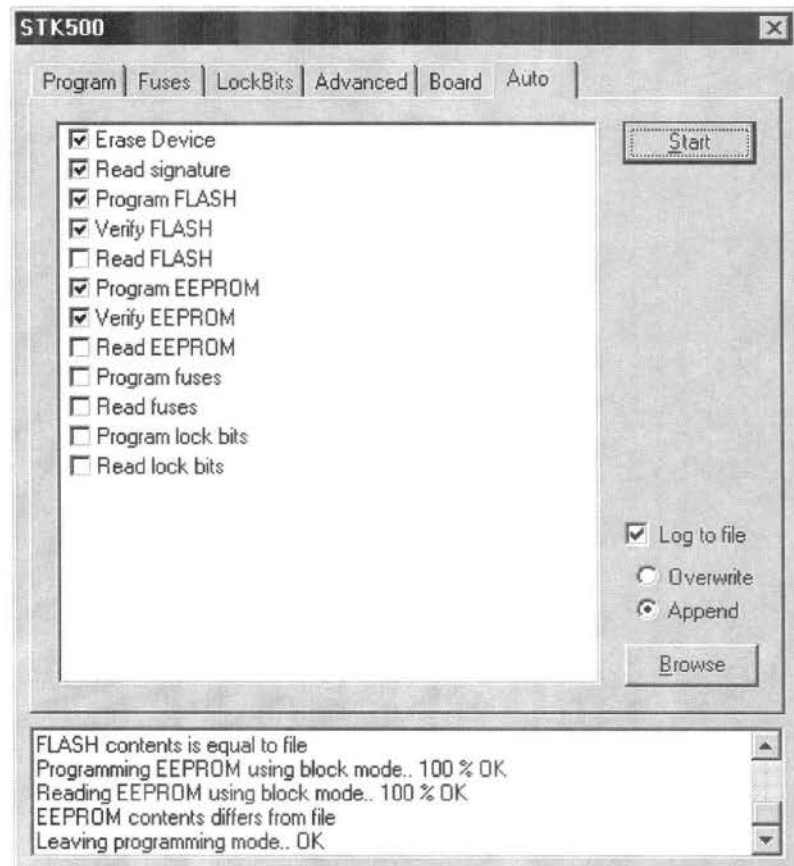 STK500
Program Fuses LockBits Advanced Board Auto
Erase Device
Read signature
Program FLASH
Verify FLASH
Read FLASH
Program EEPROM
Verify EEPROM
Read EEPROM
Program fuses
Read fuses
Program lock bits
Read lock bits
Start
Log to file
Overwrite
Append
Browse
FLASH contents is equal to file
Programming EEPROM using block mode.. 100 % OK
Reading EEPROM using block mode.. 100 % OK
EEPROM contents differs from file
Leaving programming mode.. OK